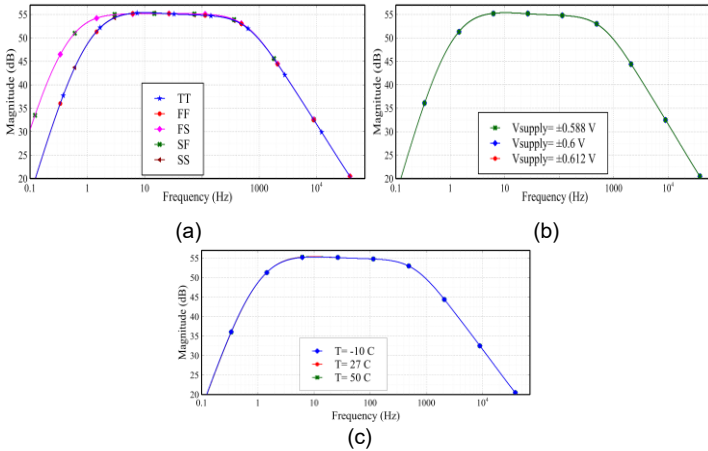 Magnitude (dB)
55
50
45
40
35
30
25
20
TT
FF
FS
SF
SS
0.1
1
10
100
1000
10⁴
Frequency (Hz)
(a)
Magnitude (dB)
55
50
45
40
35
30
25
20
Vsupply= ±0.588 V
Vsupply= ±0.6 V
Vsupply= ±0.612 V
0.1
1
10
100
1000
10⁴
Frequency (Hz)
(b)
Magnitude (dB)
55
50
45
40
35
30
25
20
T= -10 C
T= 27 C
T= 50 C
0.1
1
10
100
1000
10⁴
Frequency (Hz)
(c)